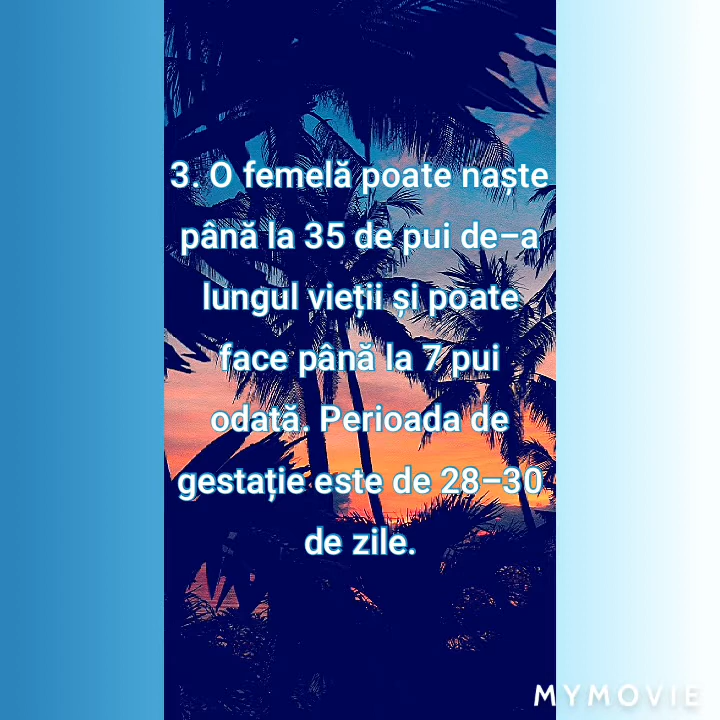 3. O femelă poate naște
până la 35 de pui de–a
lungul vieții și poate
face până la 7 pui
odată. Perioada de
gestație este de 28–30
de zile.
MYMOVIE